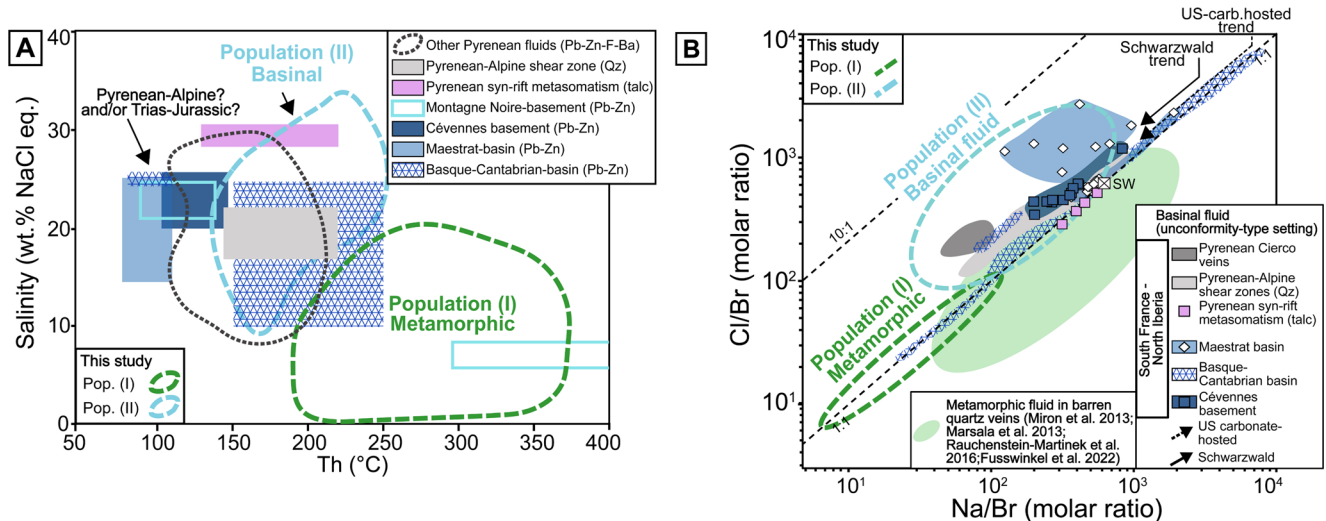 A
40
30
20
10
0
Salinity (wt.% NaCl eq.)
50
100
150
200
250
300
350
400
Th (°C)
Population (II)
Basinal
Pyrenean-Alpine?
and/or Trias-Jurassic?
Population (I)
Metamorphic
Other Pyrenean fluids (Pb-Zn-F-Ba)
Pyrenean-Alpine shear zone (Qz)
Pyrenean syn-rift metasomatism (talc)
Montagne Noire-basement (Pb-Zn)
Cévennes basement (Pb-Zn)
Maestrat-basin (Pb-Zn)
Basque-Cantabrian-basin (Pb-Zn)
This study
Pop. (I)
Pop. (II)
B
10⁴
10³
10²
10¹
Cl/Br (molar ratio)
10¹
10²
10³
10⁴
Na/Br (molar ratio)
This study
Pop. (I)
Pop. (II)
US-carb.hosted
trend
Schwarzwald
trend
1:1
10:1
Population (II)
Basinal fluid
SW
Population (I)
Metamorphic
1:1
Metamorphic fluid in barren
quartz veins (Miron et al. 2013;
Marsala et al. 2013;
Rauchenstein-Martinek et al.
2016;Fusswinkel et al. 2022)
Basinal fluid
(unconformity-type setting)
South France -
North Iberia
Pyrenean Cierco
veins
Pyrenean-Alpine
shear zones (Qz)
Pyrenean syn-rift
metasomatism (talc)
Maestrat basin
Basque-
Cantabrian basin
Cévennes
basement
US carbonate-
hosted
Schwarzwald